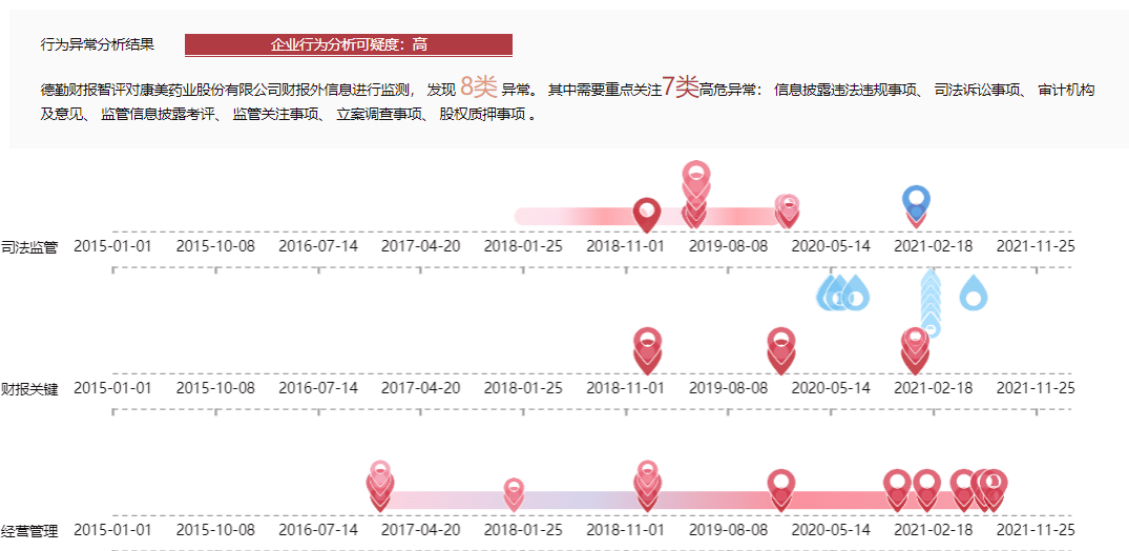 行为异常分析结果 企业行为分析可疑度：高
德勤财报智评对康美药业股份有限公司财报外信息进行监测， 发现 8类 异常。 其中需要重点关注7类高危异常： 信息披露违法违规事项、 司法诉讼事项、 审计机构
及意见、 监管信息披露考评、 监管关注事项、 立案调查事项、 股权质押事项 。
司法监管 2015-01-01 2015-10-08 2016-07-14 2017-04-20 2018-01-25 2018-11-01 2019-08-08 2020-05-14 2021-02-18 2021-11-25
财报关键 2015-01-01 2015-10-08 2016-07-14 2017-04-20 2018-01-25 2018-11-01 2019-08-08 2020-05-14 2021-02-18 2021-11-25
经营管理 2015-01-01 2015-10-08 2016-07-14 2017-04-20 2018-01-25 2018-11-01 2019-08-08 2020-05-14 2021-02-18 2021-11-25